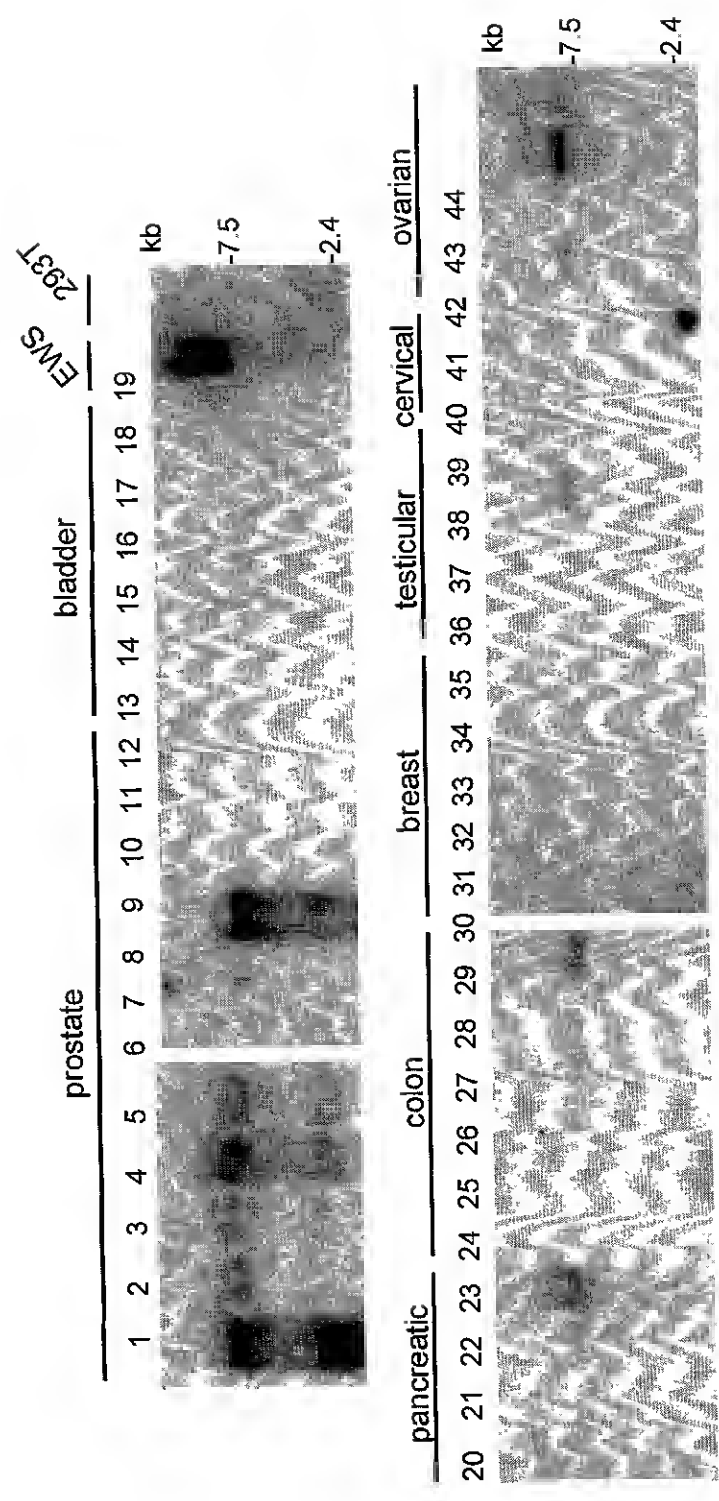 prostate
bladder
EWS
293T
1 2 3 4 5 6 7 8 9 10 11 12 13 14 15 16 17 18 19
kb
-7.5
-2.4
pancreatic
colon
breast
testicular
cervical
ovarian
20 21 22 23 24 25 26 27 28 29 30 31 32 33 34 35 36 37 38 39 40 41 42 43 44
kb
-7.5
-2.4